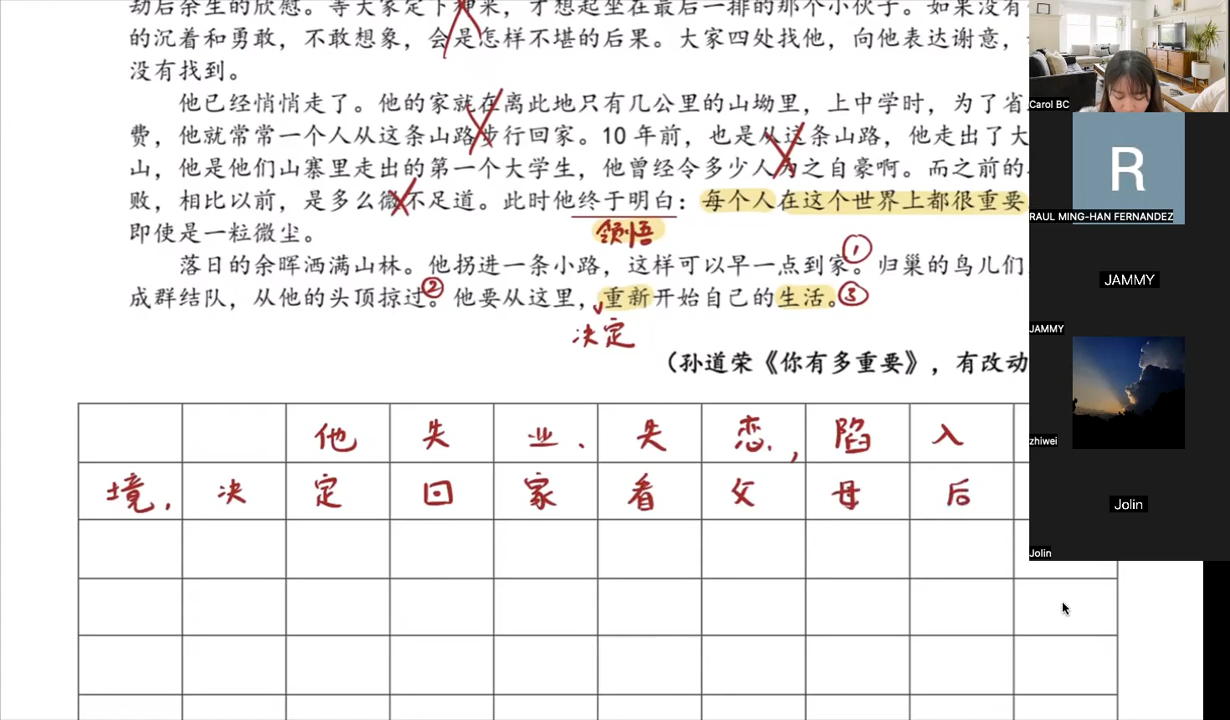 劫后余生的欣慰。等大家定下神来，才想起坐在最后一排的那个小伙子。如果没有
的沉着和勇敢，不敢想象，会是怎样不堪的后果。大家四处找他，向他表达谢意，
没有找到。
他已经悄悄走了。他的家就在离此地只有几公里的山坳里，上中学时，为了省
费，他就常常一个人从这条山路步行回家。10 年前，也是从这条山路，他走出了大
山，他是他们山寨里走出的第一个大学生，他曾经令多少人为之自豪啊。而之前的
败，相比以前，是多么微不足道。此时他终于明白：每个人在这个世界上都很重要
领悟
即使是一粒微尘。
①
落日的余晖洒满山林。他拐进一条小路，这样可以早一点到家。归巢的鸟儿们
成群结队，从他的头顶掠过。②他要从这里，重新开始自己的生活。③
决定
（孙道荣《你有多重要》，有改动
他失业、失恋，陷入
境，决定回家看父母后
Carol BC
R
RAUL MING-HAN FERNANDEZ
JAMMY
JAMMY
zhiwei
Jolin
Jolin